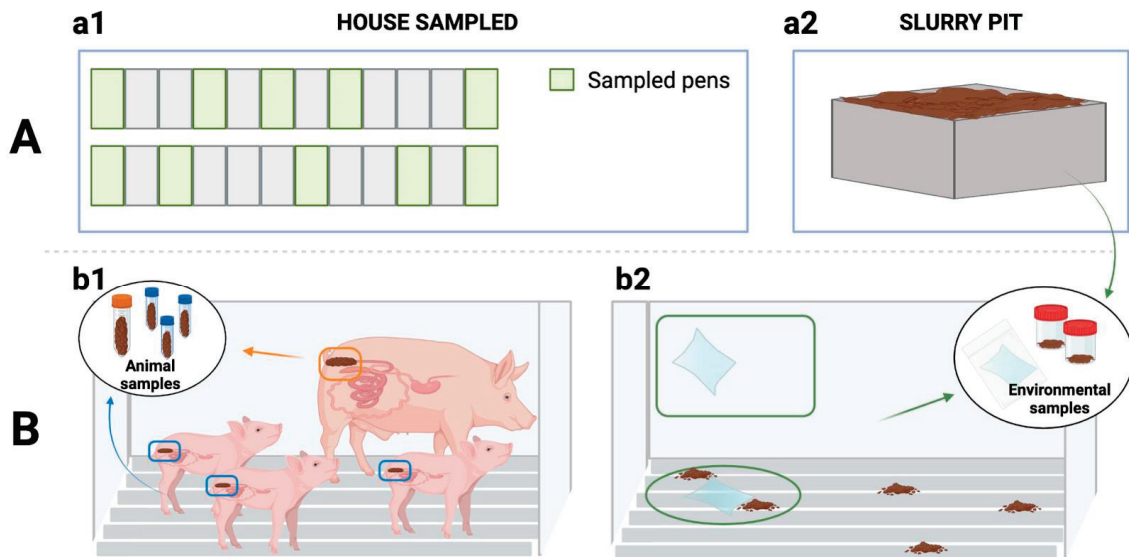 a1
HOUSE SAMPLED
a2
SLURRY PIT
Sampled pens
A
b1
b2
Animal
samples
Environmental
samples
B